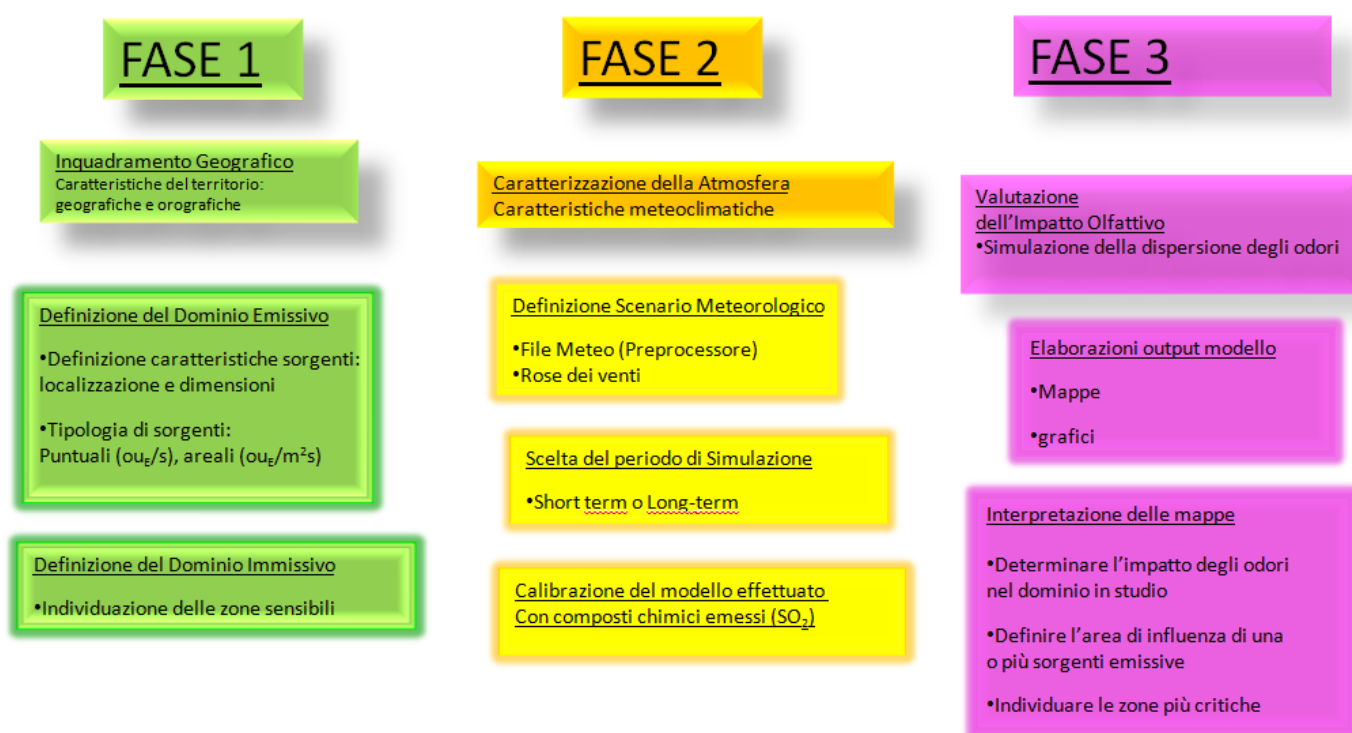 FASE 1
Inquadramento Geografico
Caratteristiche del territorio:
geografiche e orografiche
Definizione del Dominio Emissivo
•Definizione caratteristiche sorgenti:
localizzazione e dimensioni
•Tipologia di sorgenti:
Puntuali (ouE/s), areali (ouE/m²s)
Definizione del Dominio Immissivo
•Individuazione delle zone sensibili
FASE 2
Caratterizzazione della Atmosfera
Caratteristiche meteoclimatiche
Definizione Scenario Meteorologico
•File Meteo (Preprocessore)
•Rose dei venti
Scelta del periodo di Simulazione
•Short term o Long-term
Calibrazione del modello effettuato
Con composti chimici emessi (SO₂)
FASE 3
Valutazione
dell'Impatto Olfattivo
•Simulazione della dispersione degli odori
Elaborazioni output modello
•Mappe
•grafici
Interpretazione delle mappe
•Determinare l'impatto degli odori
nel dominio in studio
•Definire l'area di influenza di una
o più sorgenti emissive
•Individuare le zone più critiche